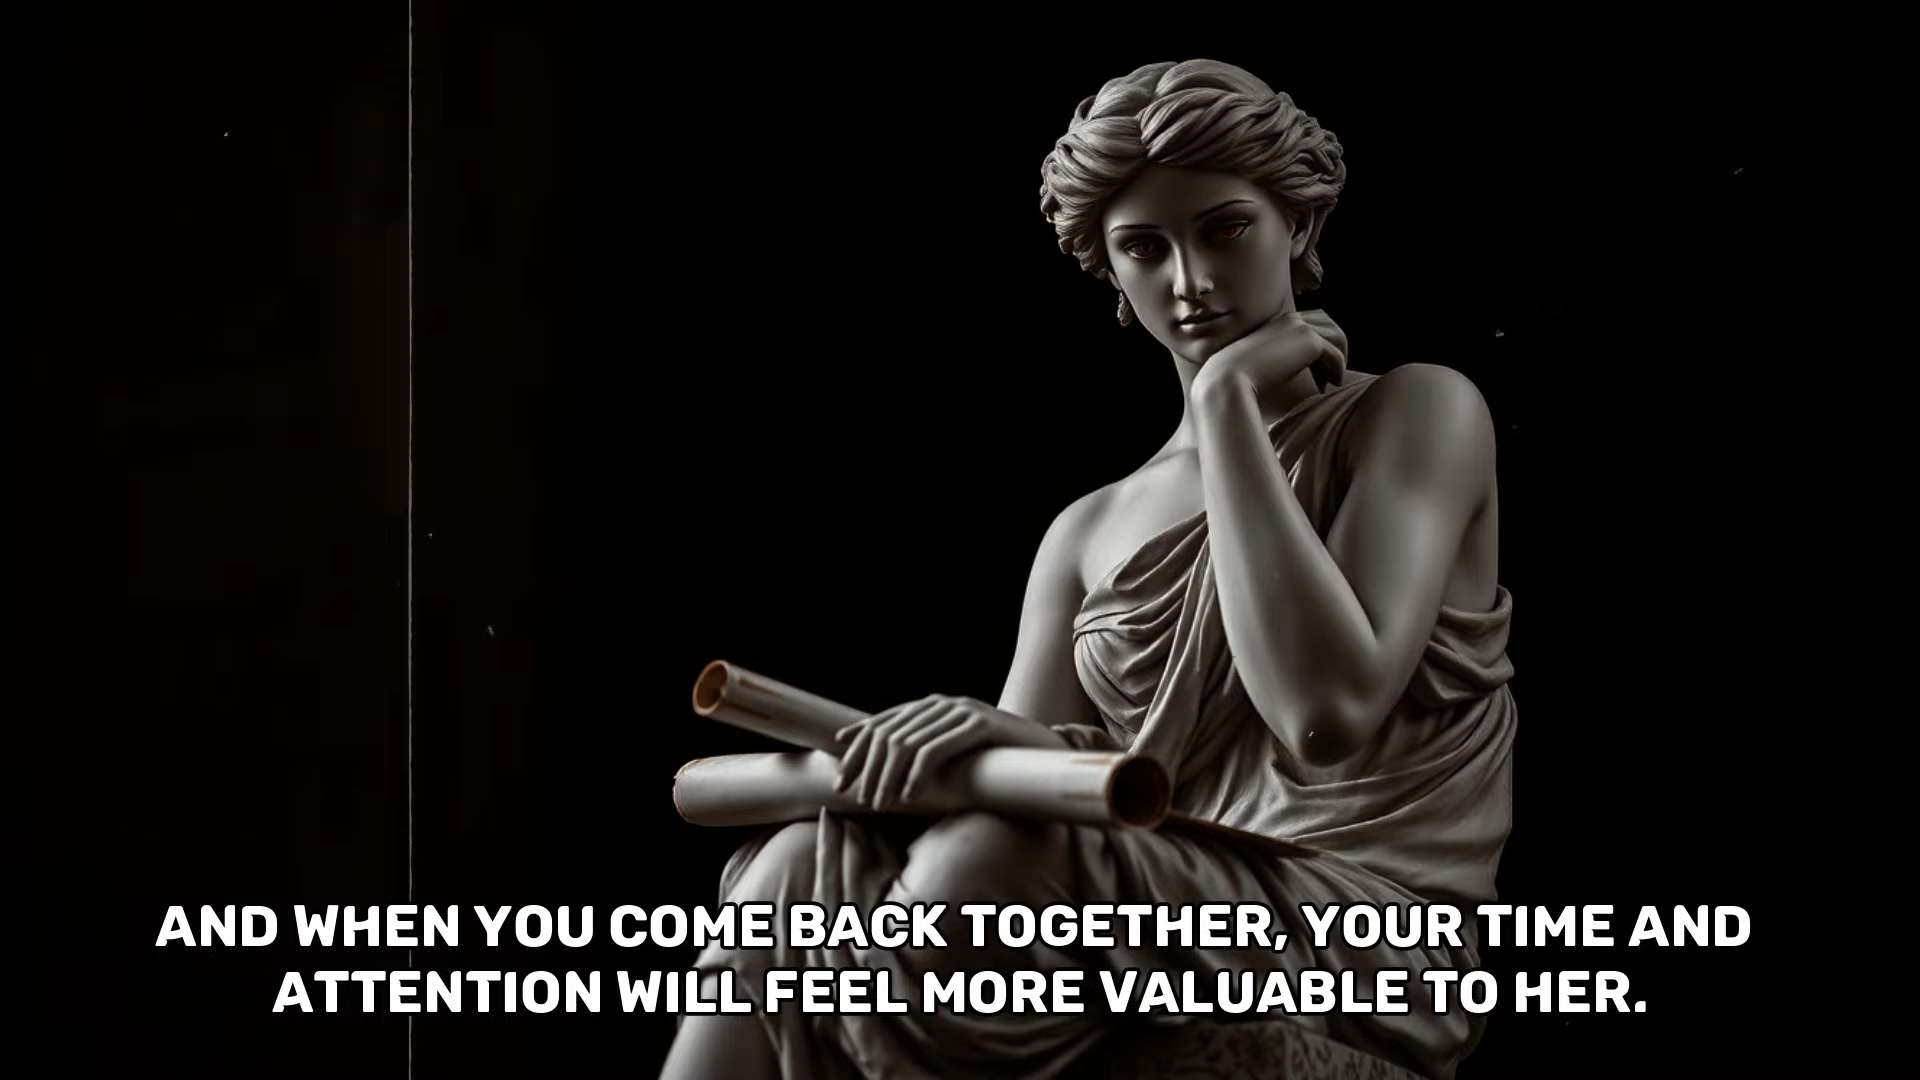 AND WHEN YOU COME BACK TOGETHER, YOUR TIME AND
ATTENTION WILL FEEL MORE VALUABLE TO HER.